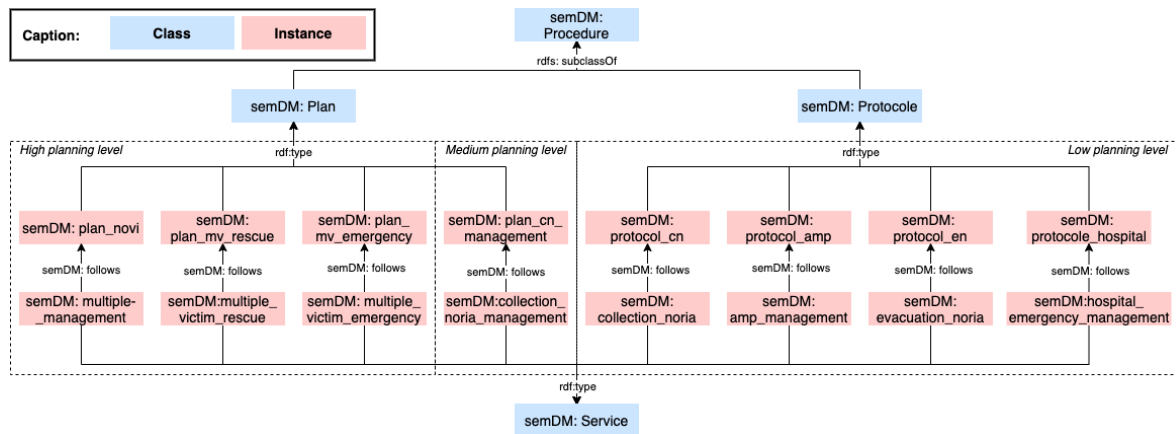 Caption:
Class
Instance
semDM:
Procedure
rdfs: subclassOf
semDM: Plan
semDM: Protocole
High planning level
Medium planning level
Low planning level
rdf:type
rdf:type
semDM: plan_novi
semDM:
plan_mv_rescue
semDM: plan_
mv_emergency
semDM: plan_cn_
management
semDM:
protocol_cn
semDM:
protocol_amp
semDM:
protocol_en
semDM:
protocole_hospital
semDM: follows
semDM: follows
semDM: follows
semDM: follows
semDM: follows
semDM: follows
semDM: follows
semDM: follows
semDM: multiple-
_management
semDM:multiple_
victim_rescue
semDM: multiple_
victim_emergency
semDM:collection_
noria_management
semDM:
collection_noria
semDM:
amp_management
semDM:
evacuation_noria
semDM:hospital_
emergency_management
rdf:type
semDM: Service